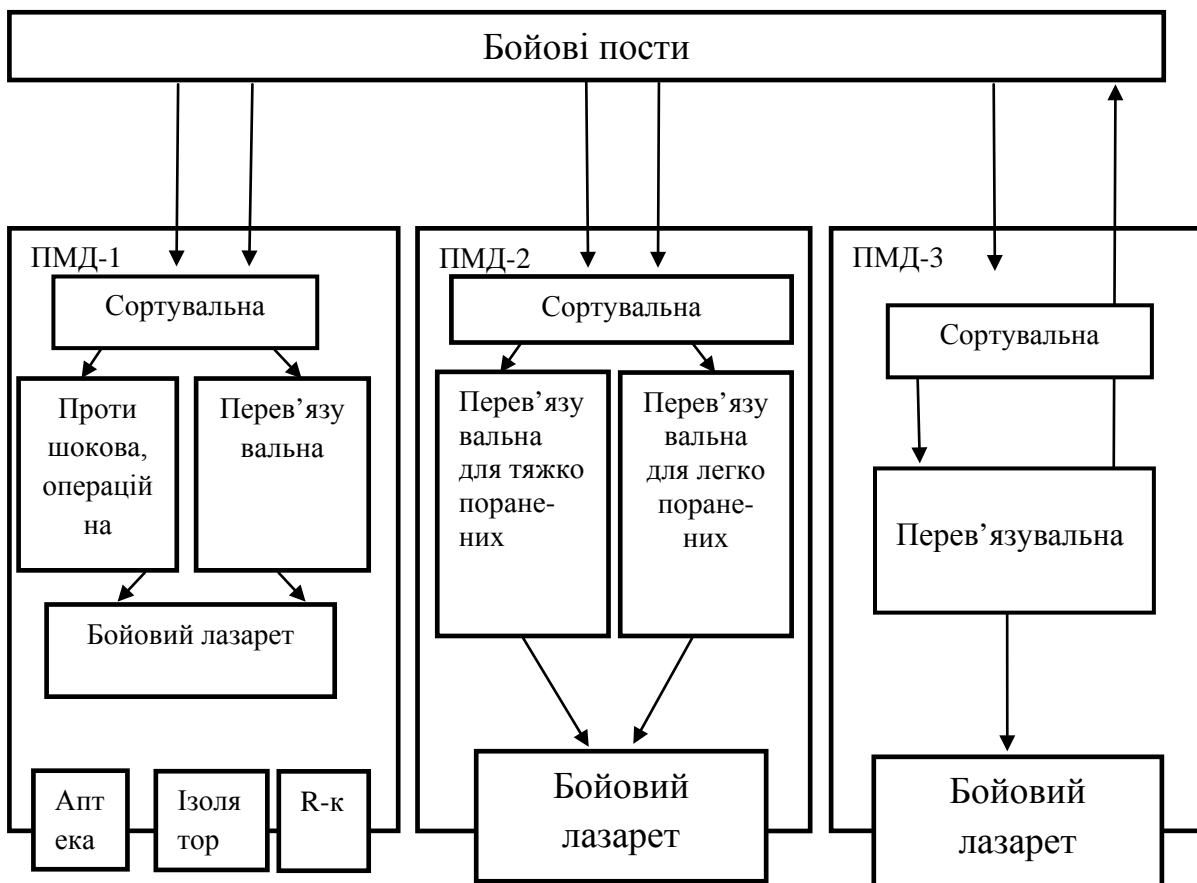 Бойові пости
ПМД-1
Сортувальна
Проти
шокова,
операцій
на
Перев’язу
вальна
Бойовий лазарет
Апт
ека
Ізоля
тор
R-к
ПМД-2
Сортувальна
Перев’язу
вальна
для тяжко
поране-
них
Перев’язу
вальна
для легко
поране-
них
Бойовий
лазарет
ПМД-3
Сортувальна
Перев’язувальна
Бойовий
лазарет